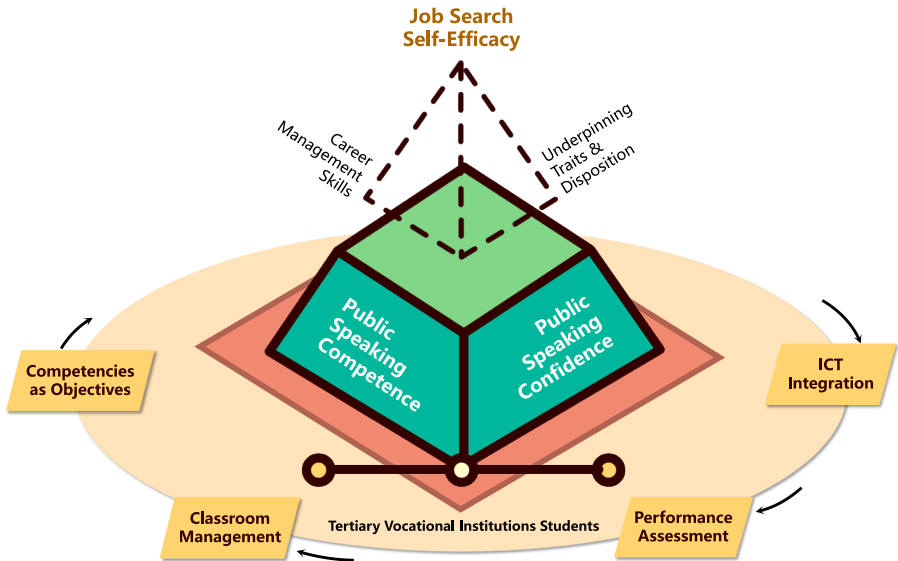 Job Search
Self-Efficacy
Career
Management
Skills
Underpinning
Traits &
Disposition
Public
Speaking
Competence
Public
Speaking
Confidence
Competencies
as Objectives
ICT
Integration
Classroom
Management
Tertiary Vocational Institutions Students
Performance
Assessment